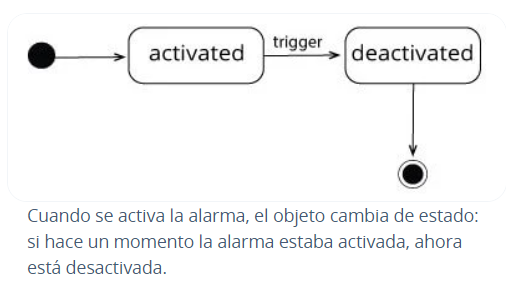 activated
trigger
deactivated
Cuando se activa la alarma, el objeto cambia de estado:
si hace un momento la alarma estaba activada, ahora
está desactivada.